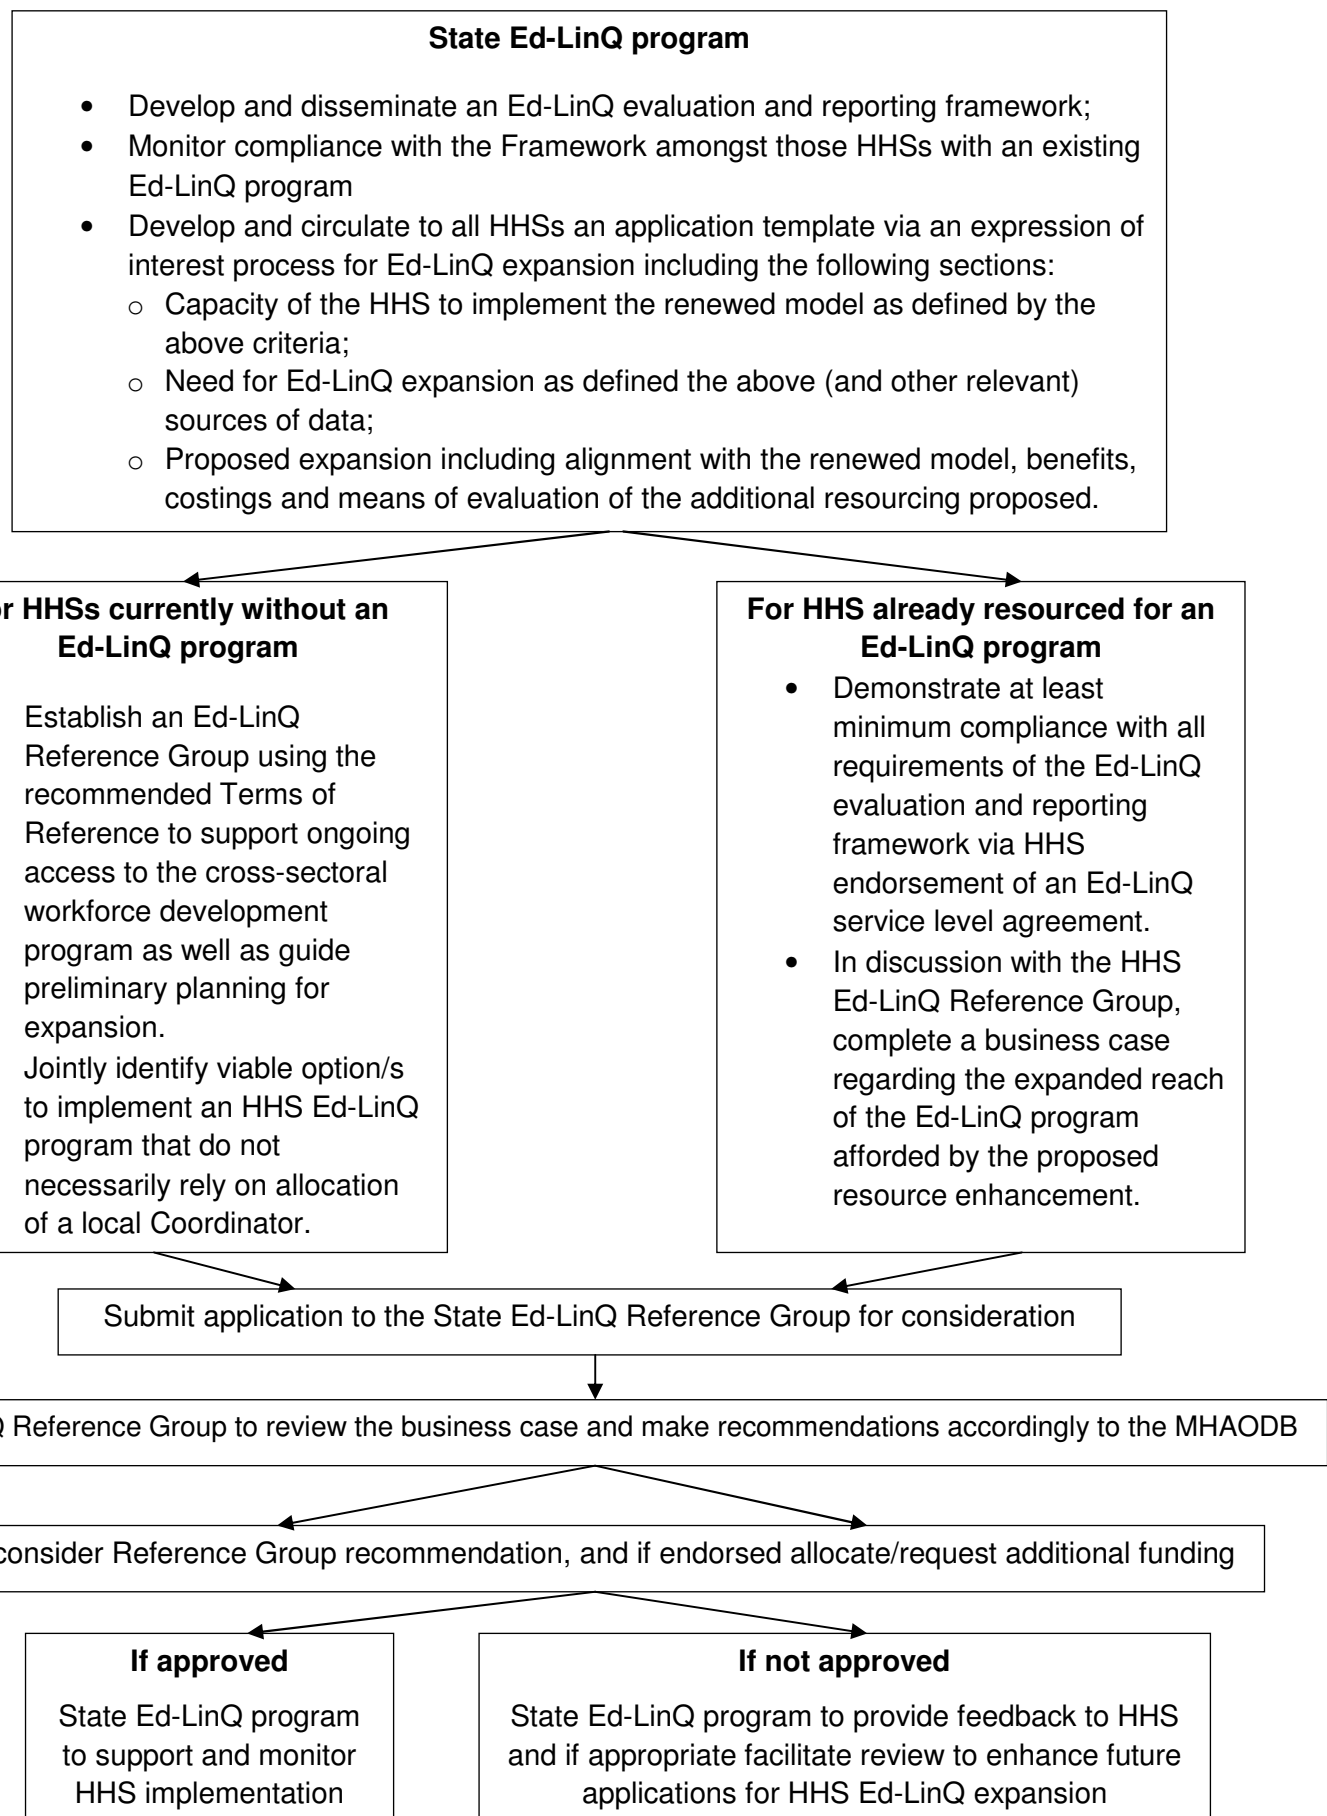 State Ed-LinQ program
• Develop and disseminate an Ed-LinQ evaluation and reporting framework;
• Monitor compliance with the Framework amongst those HHSs with an existing
Ed-LinQ program
• Develop and circulate to all HHSs an application template via an expression of
interest process for Ed-LinQ expansion including the following sections:
○ Capacity of the HHS to implement the renewed model as defined by the
above criteria;
○ Need for Ed-LinQ expansion as defined the above (and other relevant)
sources of data;
○ Proposed expansion including alignment with the renewed model, benefits,
costings and means of evaluation of the additional resourcing proposed.
HHSs currently without an
Ed-LinQ program
Establish an Ed-LinQ
Reference Group using the
recommended Terms of
Reference to support ongoing
access to the cross-sectoral
workforce development
program as well as guide
preliminary planning for
expansion.
Jointly identify viable option/s
to implement an HHS Ed-LinQ
program that do not
necessarily rely on allocation
of a local Coordinator.
For HHS already resourced for an
Ed-LinQ program
• Demonstrate at least
minimum compliance with all
requirements of the Ed-LinQ
evaluation and reporting
framework via HHS
endorsement of an Ed-LinQ
service level agreement.
• In discussion with the HHS
Ed-LinQ Reference Group,
complete a business case
regarding the expanded reach
of the Ed-LinQ program
afforded by the proposed
resource enhancement.
Submit application to the State Ed-LinQ Reference Group for consideration
Reference Group to review the business case and make recommendations accordingly to the MHAODB
consider Reference Group recommendation, and if endorsed allocate/request additional funding
If approved
State Ed-LinQ program
to support and monitor
HHS implementation
If not approved
State Ed-LinQ program to provide feedback to HHS
and if appropriate facilitate review to enhance future
applications for HHS Ed-LinQ expansion